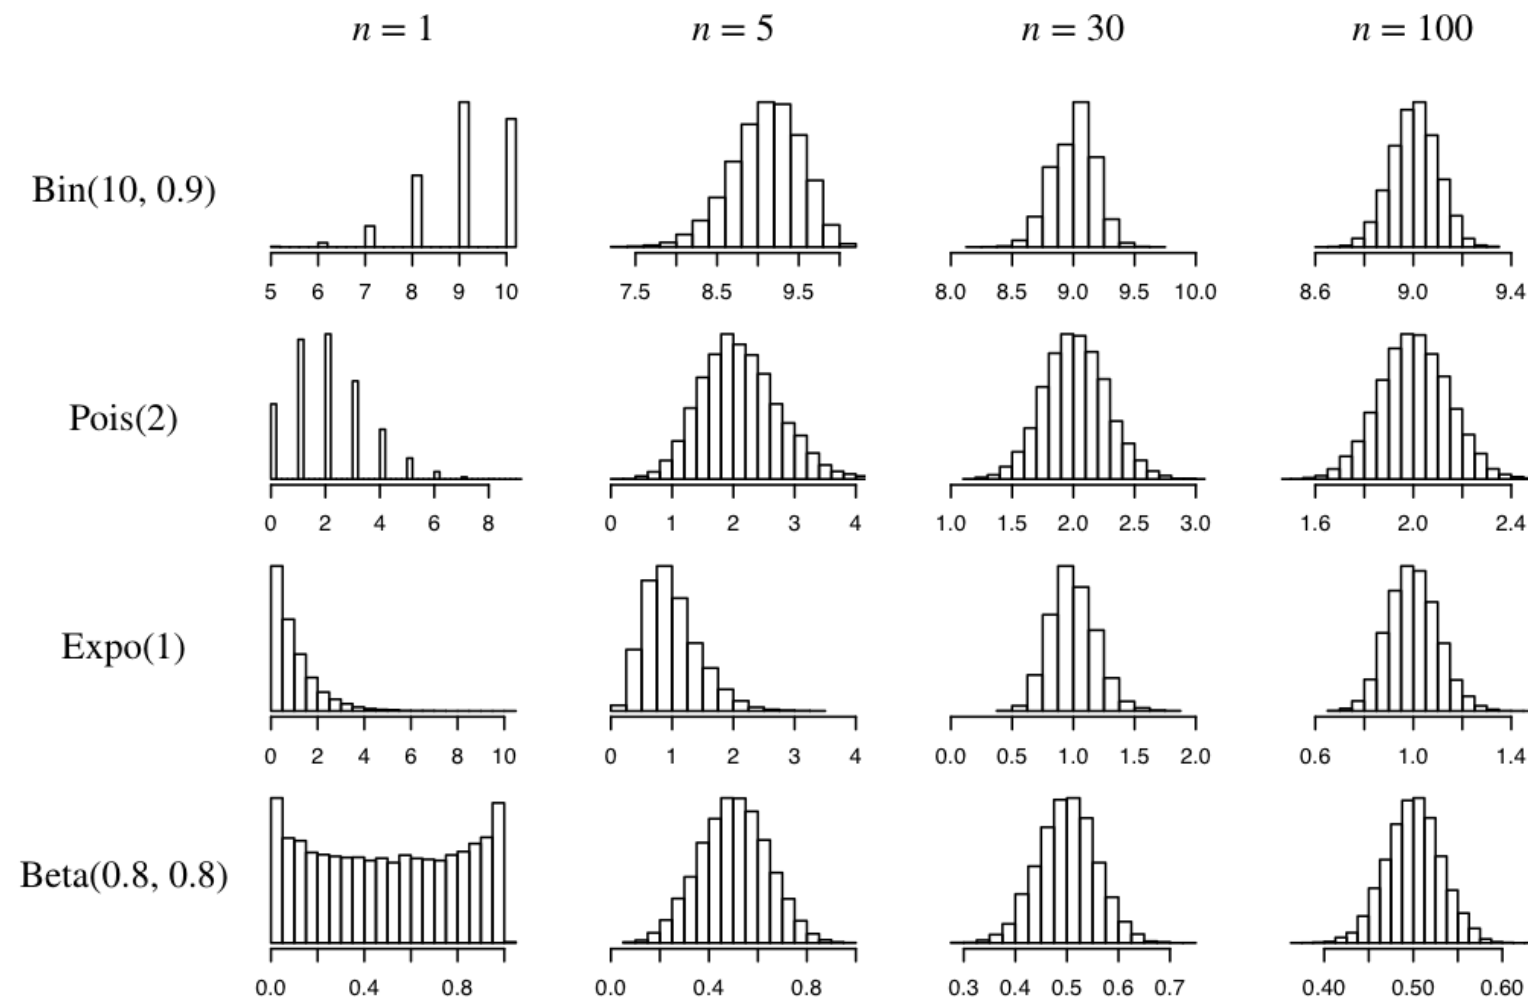 n = 1 n = 5 n = 30 n = 100
Bin(10, 0.9)
5 6 7 8 9 10 7.5 8.5 9.5 8.0 8.5 9.0 9.5 10.0 8.6 9.0 9.4
Pois(2)
0 2 4 6 8 0 1 2 3 4 1.0 1.5 2.0 2.5 3.0 1.6 2.0 2.4
Expo(1)
0 2 4 6 8 10 0 1 2 3 4 0.0 0.5 1.0 1.5 2.0 0.6 1.0 1.4
Beta(0.8, 0.8)
0.0 0.4 0.8 0.0 0.4 0.8 0.3 0.4 0.5 0.6 0.7 0.40 0.50 0.60